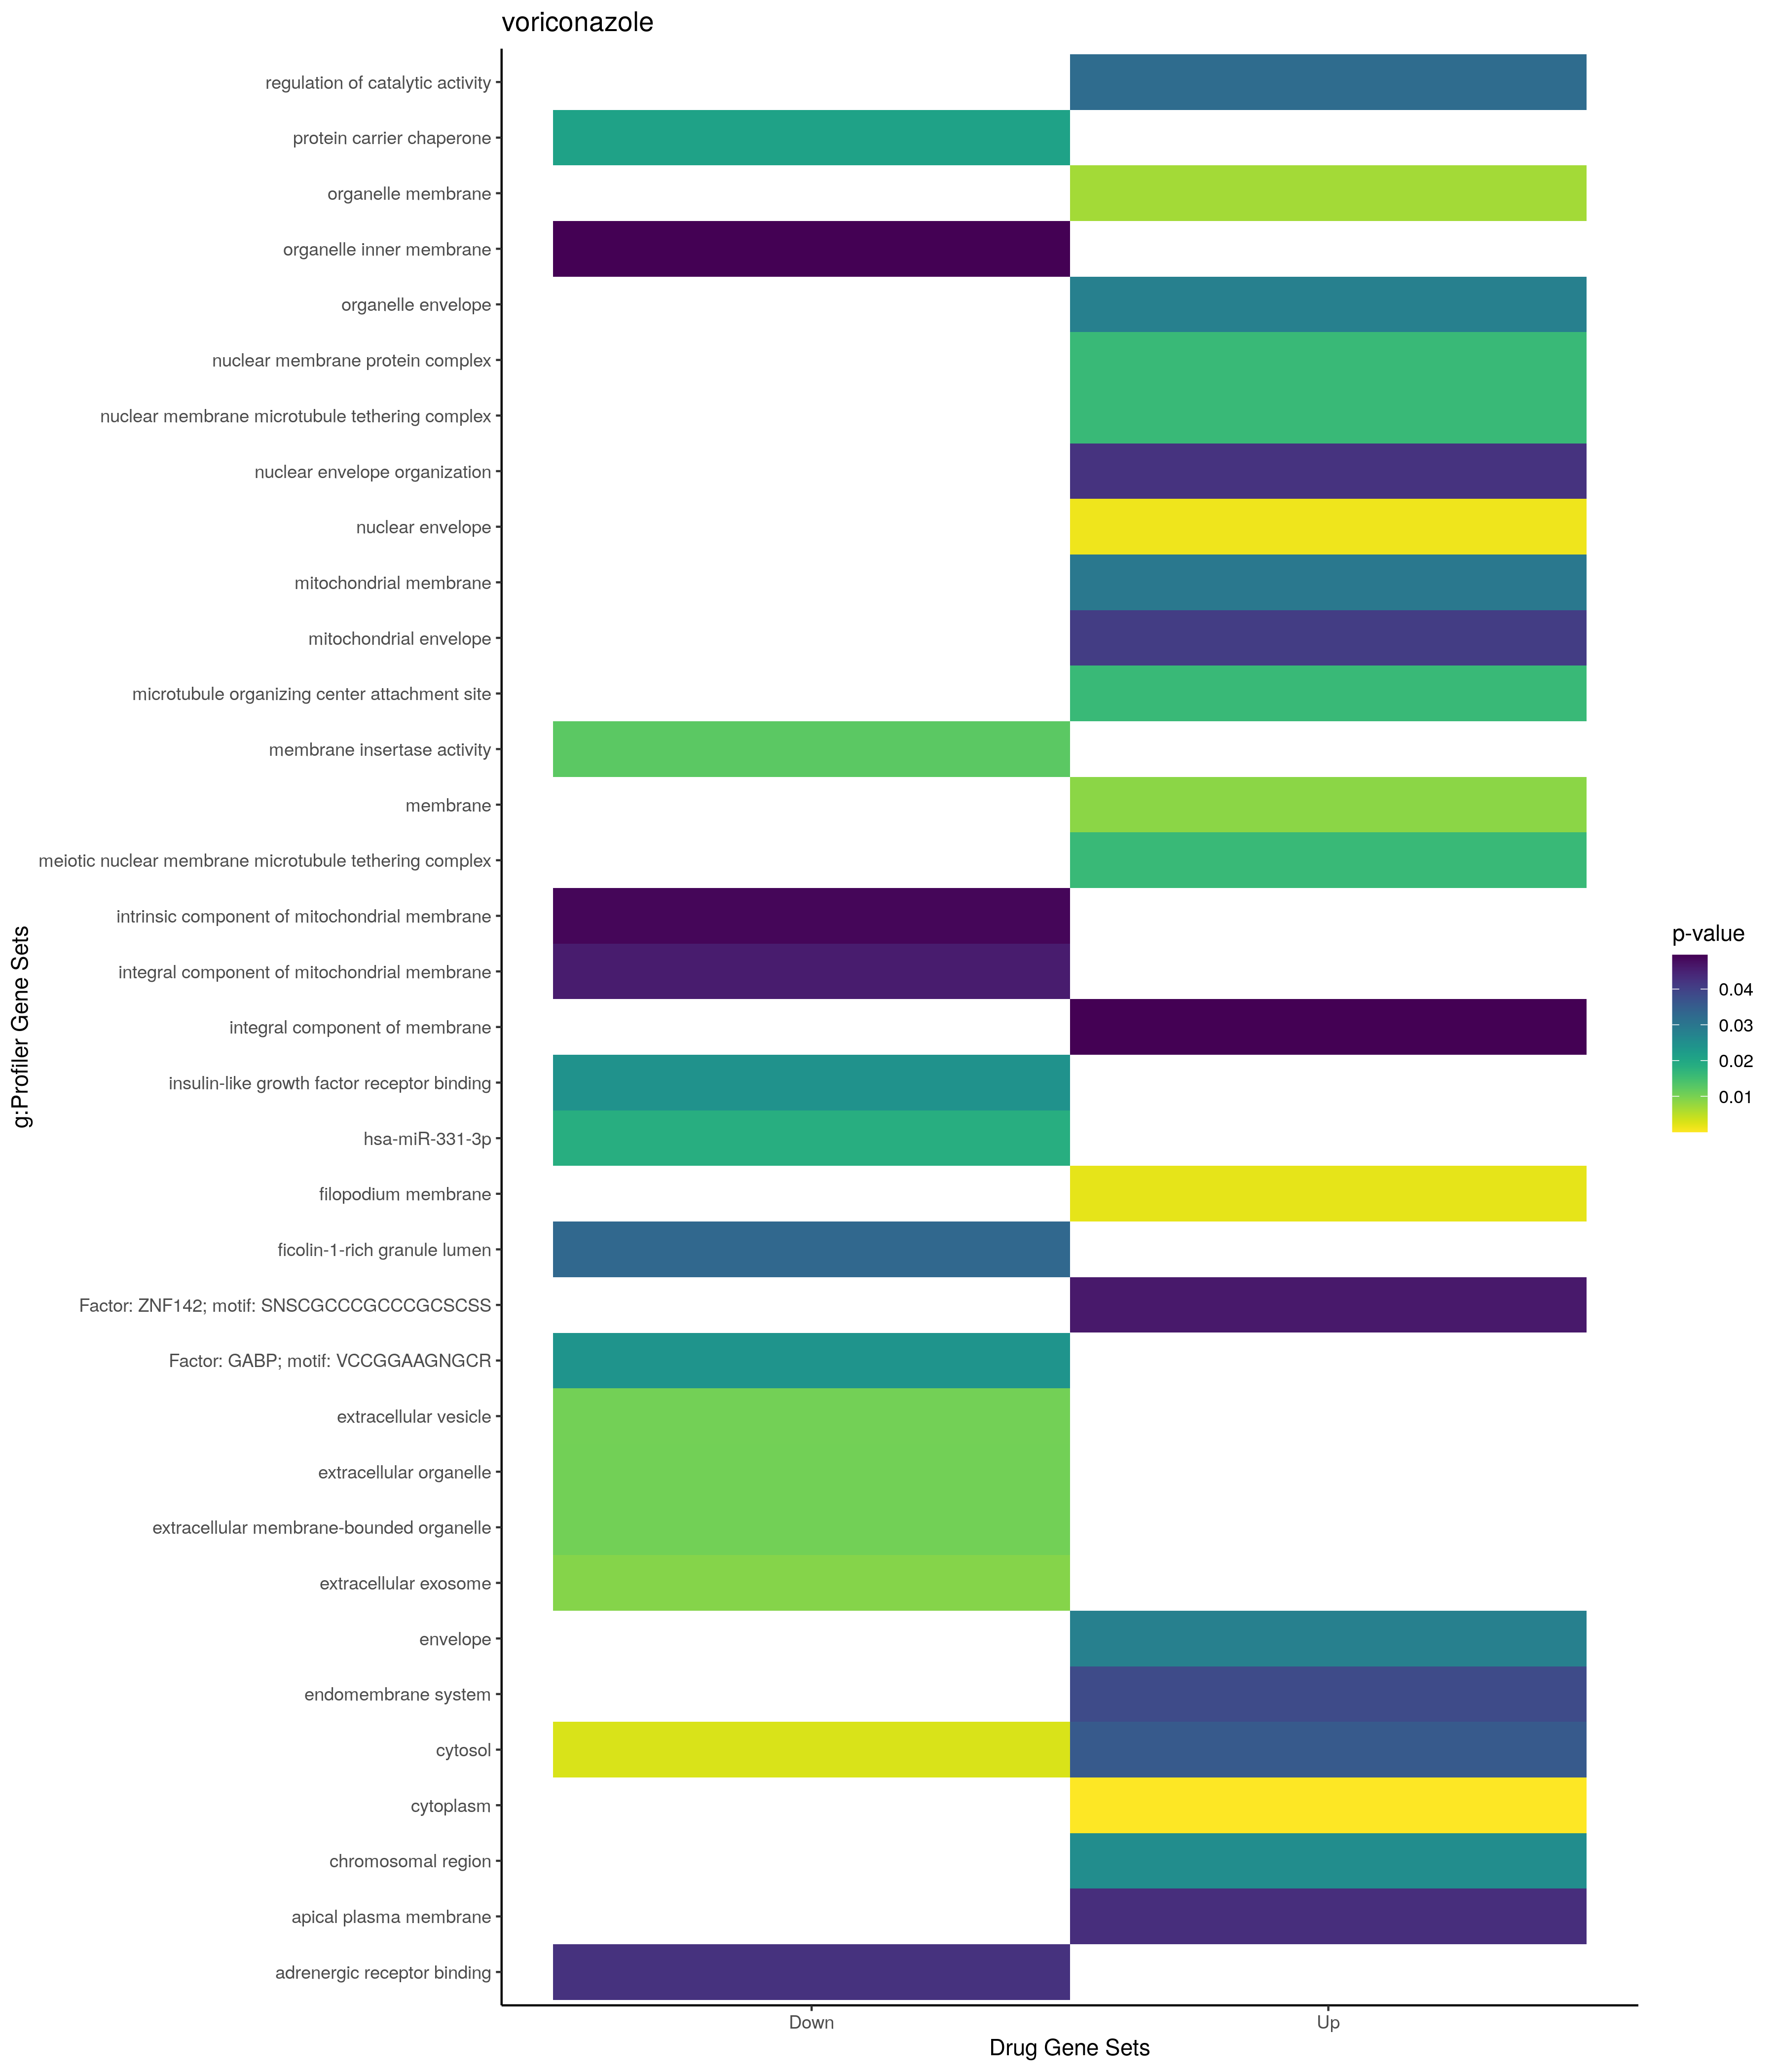 voriconazole
regulation of catalytic activity
protein carrier chaperone
organelle membrane
organelle inner membrane
organelle envelope
nuclear membrane protein complex
nuclear membrane microtubule tethering complex
nuclear envelope organization
nuclear envelope
mitochondrial membrane
mitochondrial envelope
microtubule organizing center attachment site
membrane insertase activity
membrane
meiotic nuclear membrane microtubule tethering complex
intrinsic component of mitochondrial membrane
integral component of mitochondrial membrane
integral component of membrane
insulin-like growth factor receptor binding
hsa-miR-331-3p
filopodium membrane
ficolin-1-rich granule lumen
Factor: ZNF142; motif: SNSCGCCCGCCCGCSCSS
Factor: GABP; motif: VCCGGAAGNGCR
extracellular vesicle
extracellular organelle
extracellular membrane-bounded organelle
extracellular exosome
envelope
endomembrane system
cytosol
cytoplasm
chromosomal region
apical plasma membrane
adrenergic receptor binding
g:Profiler Gene Sets
Down
Up
Drug Gene Sets
p-value
0.04
0.03
0.02
0.01